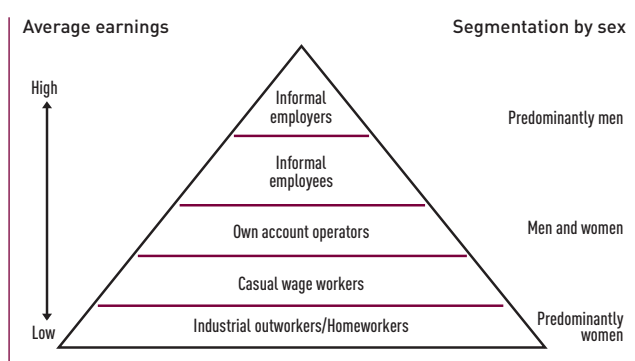 Average earnings
Segmentation by sex
High
Informal
employers
Predominantly men
Informal
employees
Own account operators
Men and women
Casual wage workers
Industrial outworkers/Homeworkers
Low
Predominantly
women